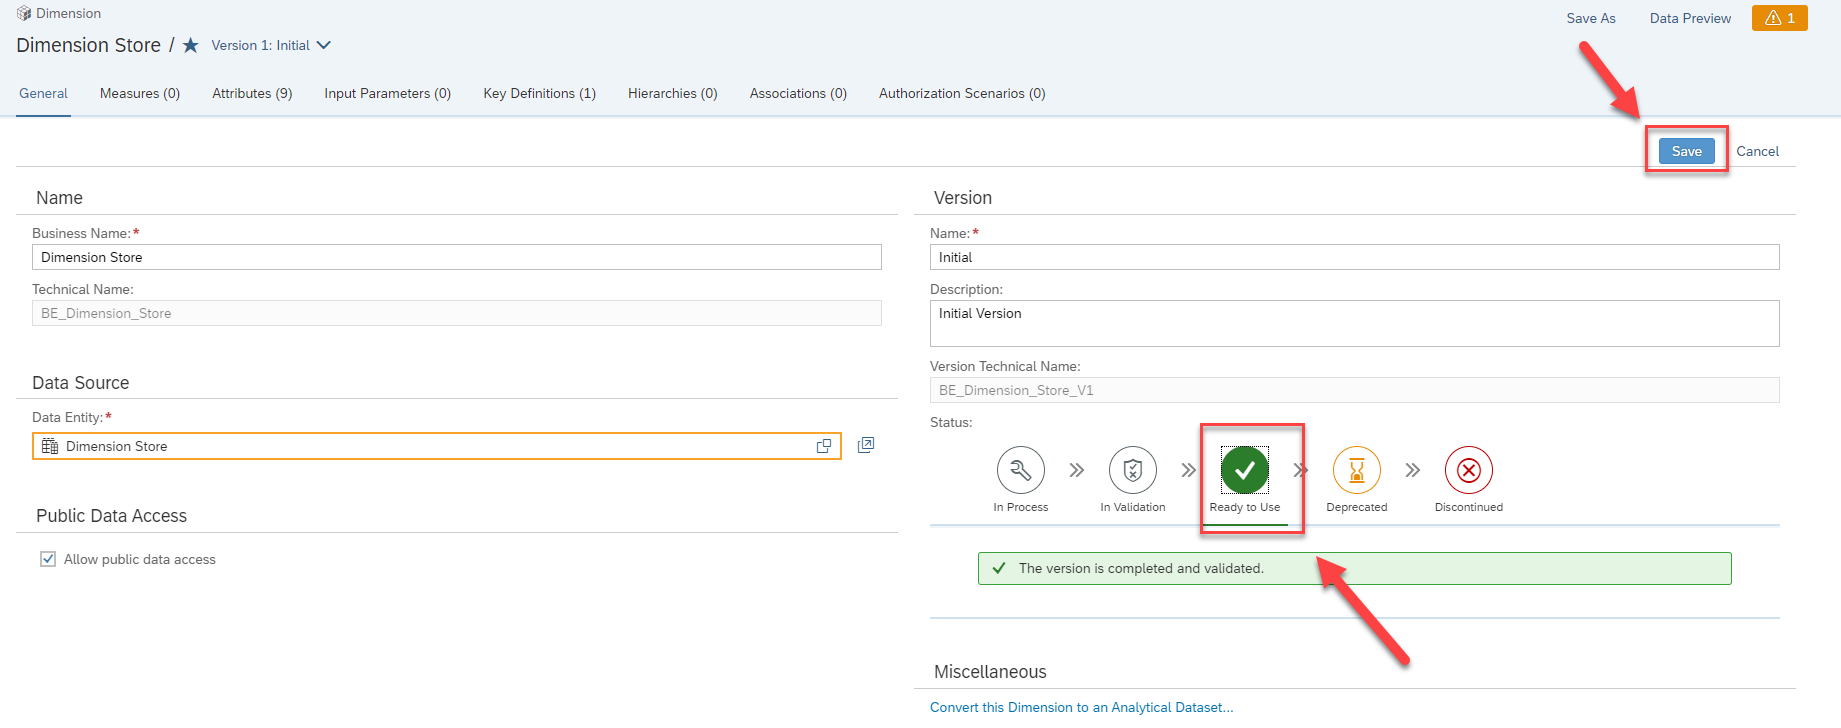 Dimension
Save As
Data Preview
1
Dimension Store /
Version 1: Initial
General
Measures (0)
Attributes (9)
Input Parameters (0)
Key Definitions (1)
Hierarchies (0)
Associations (0)
Authorization Scenarios (0)
Save
Cancel
Name
Business Name:*
Dimension Store
Technical Name:
BE_Dimension_Store
Data Source
Data Entity:*
Dimension Store
Public Data Access
Allow public data access
Version
Name:*
Initial
Description:
Initial Version
Version Technical Name:
BE_Dimension_Store_V1
Status:
In Process
In Validation
Ready to Use
Deprecated
Discontinued
The version is completed and validated.
Miscellaneous
Convert this Dimension to an Analytical Dataset...